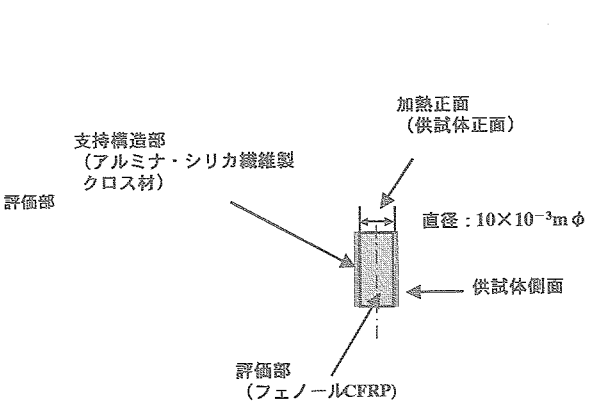 加熱正面
（供試体正面）
支持構造部
（アルミナ・シリカ繊維製
クロス材）
評価部
直径：10×10⁻³mφ
供試体側面
評価部
（フェノールCFRP)